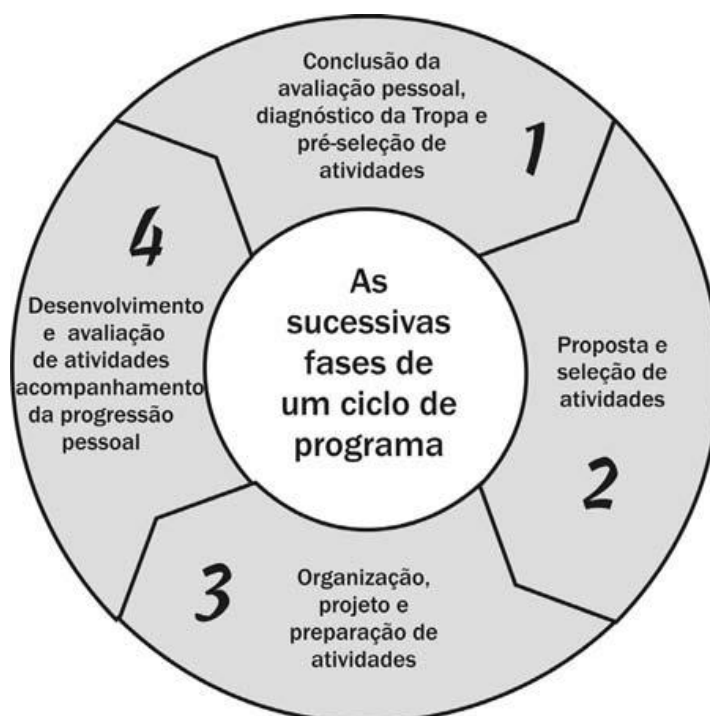 As
sucessivas
fases de
um ciclo de
programa
Conclusão da
avaliação pessoal,
diagnóstico da Tropa e
pré-seleção de
atividades
1
Proposta e
seleção de
atividades
2
3
Organização,
projeto e
preparação de
atividades
4
Desenvolvimento
e avaliação
de atividades
acompanhamento
da progressão
pessoal